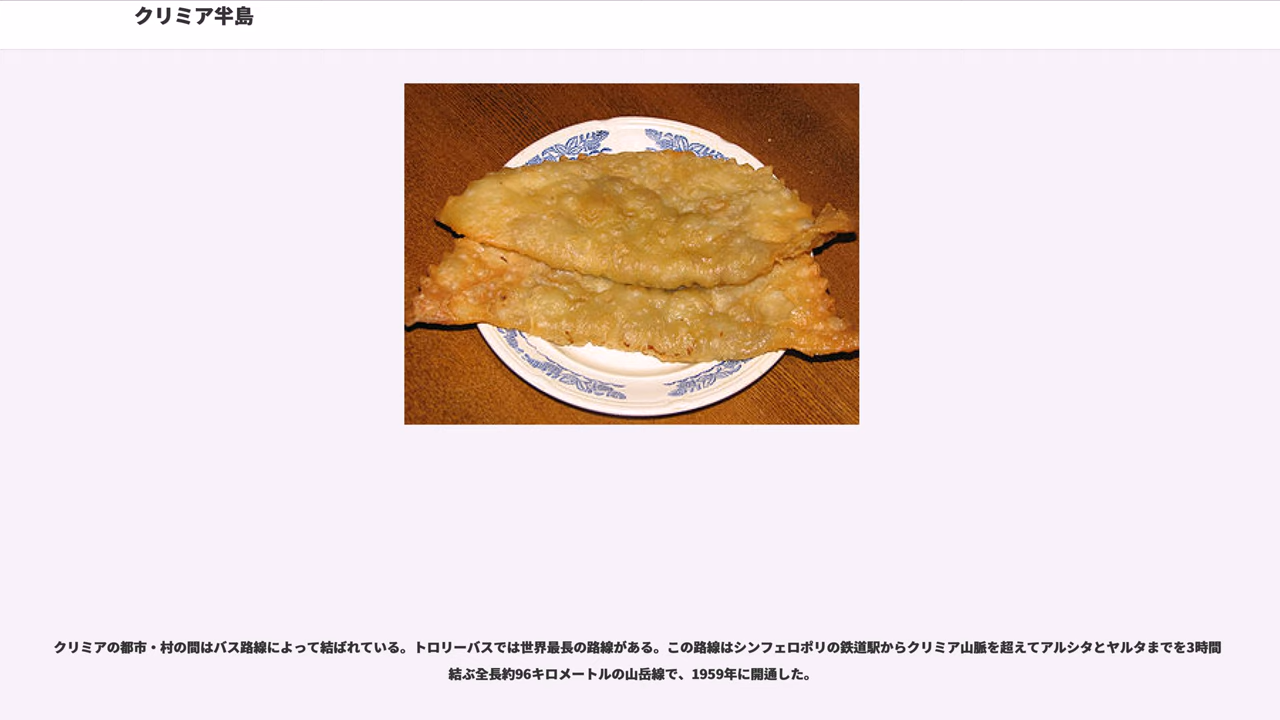 クリミア半島
クリミアの都市・村の間はバス路線によって結ばれている。トロリーバスでは世界最長の路線がある。この路線はシンフェロポリの鉄道駅からクリミア山脈を超えてアルシタとヤルタまでを3時間
結ぶ全長約96キロメートルの山岳線で、1959年に開通した。